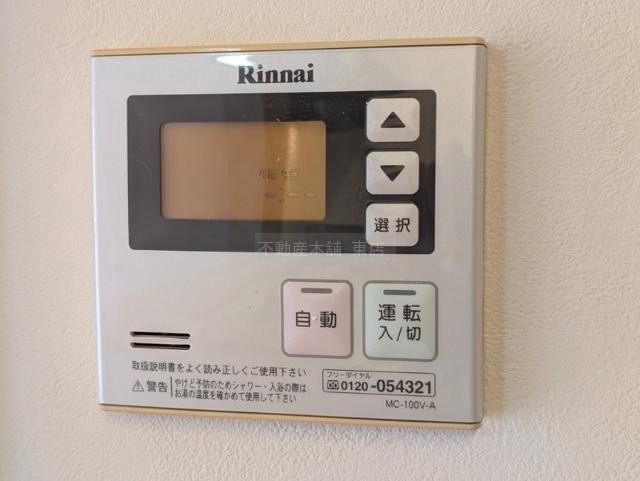 Rinnai
▲
▼
選択
不動産本舗 東店
自動
運転
入/切
取扱説明書をよく読み正しくご使用下さい
⚠警告 やけど予防のためシャワー・入浴の際は
お湯の温度を確かめて使用して下さい
フリーダイヤル
0120-054321
MC-100V-A